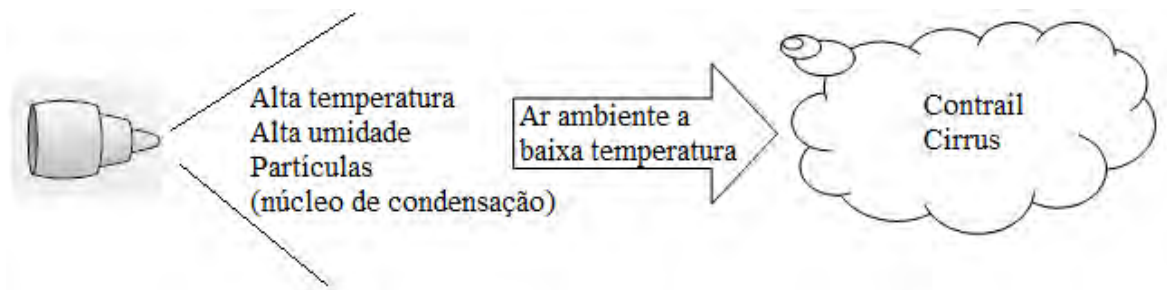 Alta temperatura
Alta umidade
Partículas
(núcleo de condensação)
Ar ambiente a
baixa temperatura
Contrail
Cirrus